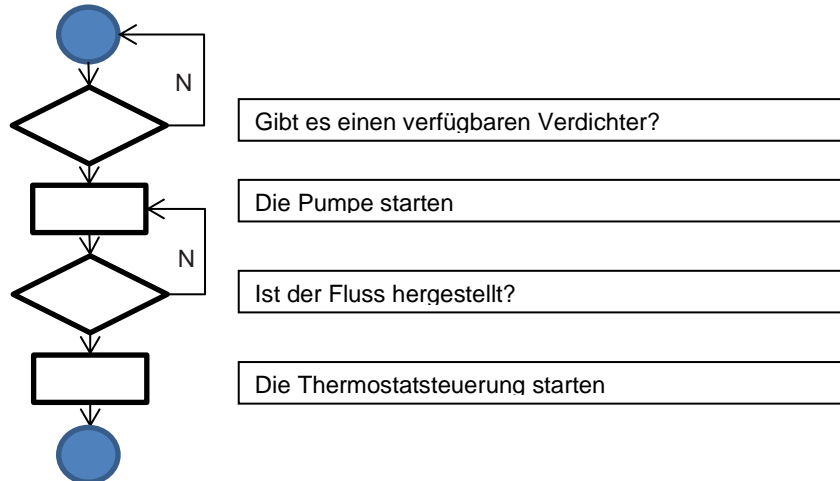 N
Gibt es einen verfügbaren Verdichter?
Die Pumpe starten
N
Ist der Fluss hergestellt?
Die Thermostatsteuerung starten